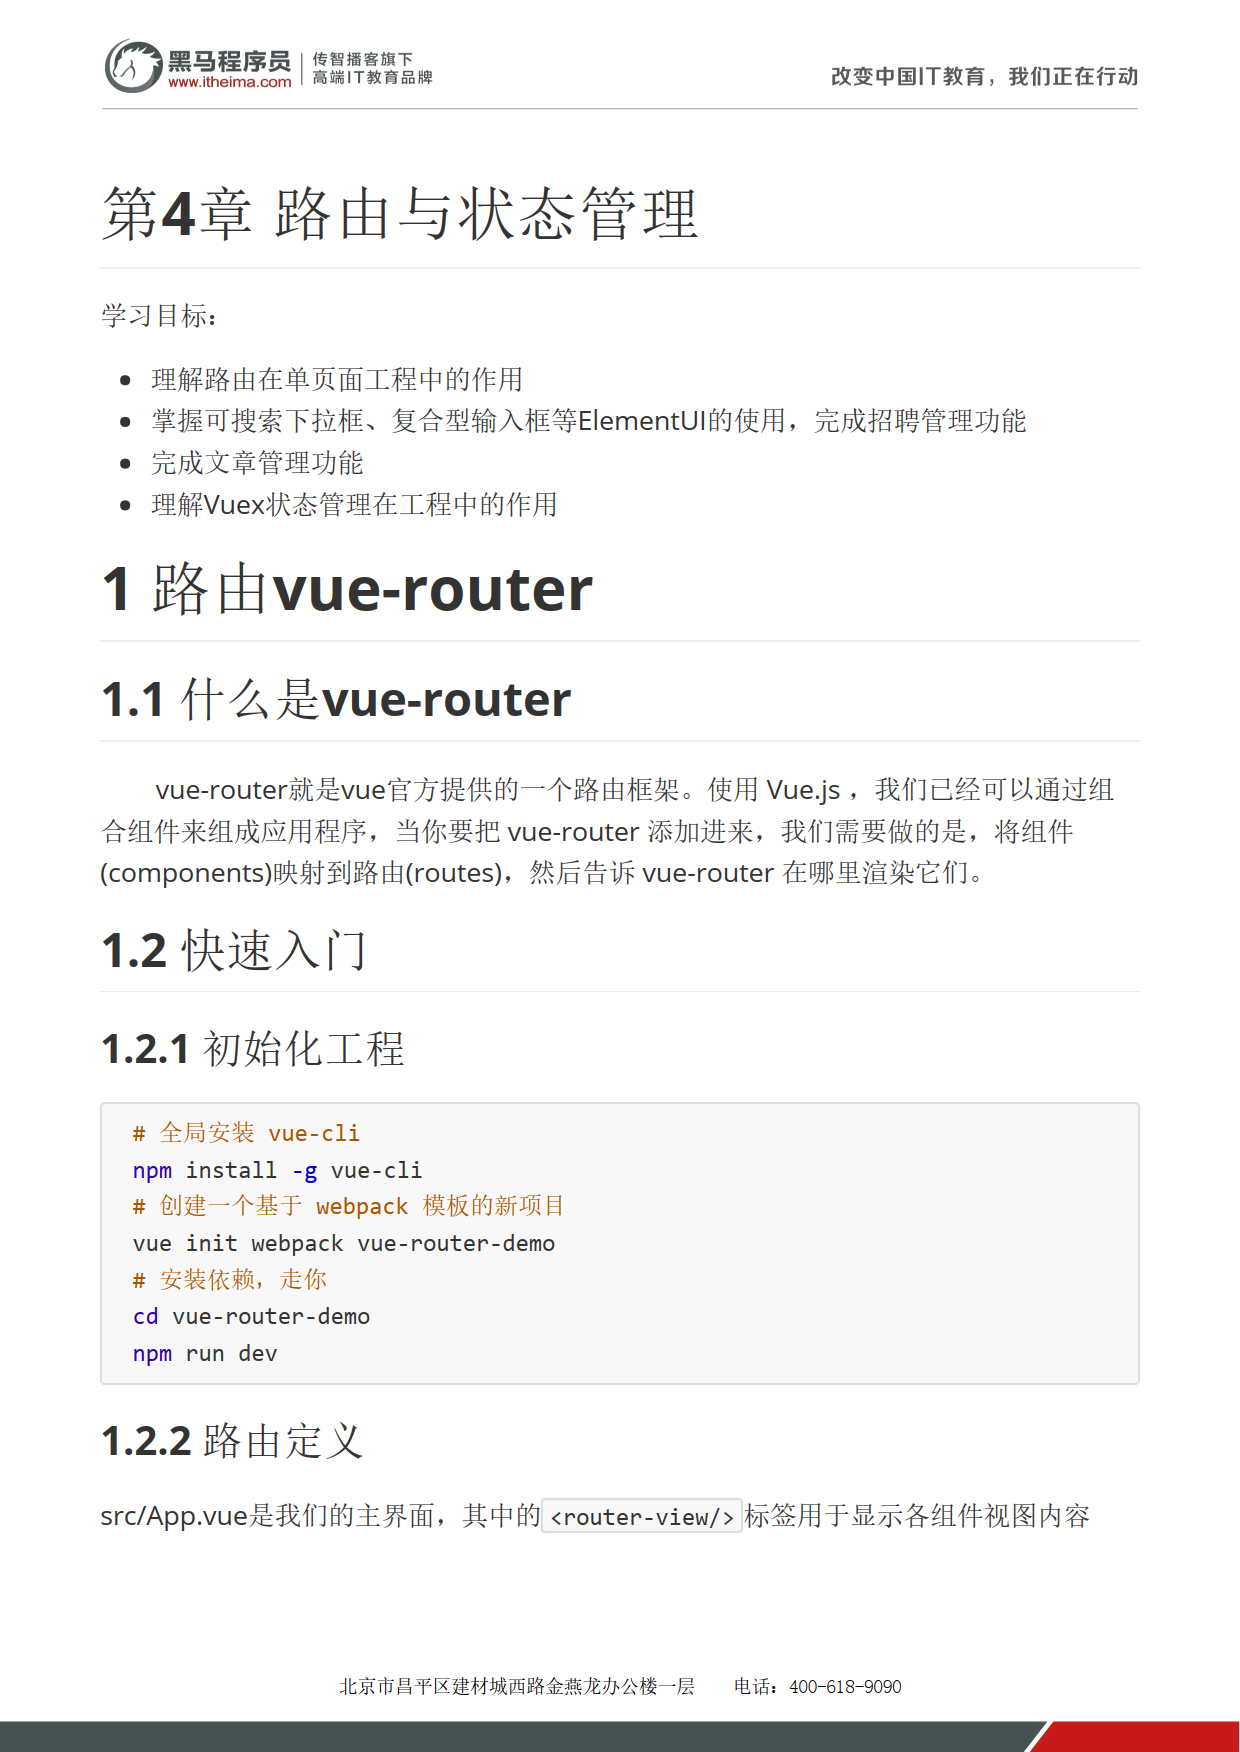 黑马程序员
www.itheima.com
传智播客旗下
高端IT教育品牌
改变中国IT教育，我们正在行动
第4章 路由与状态管理
学习目标：
理解路由在单页面工程中的作用
掌握可搜索下拉框、复合型输入框等ElementUI的使用，完成招聘管理功能
完成文章管理功能
理解Vuex状态管理在工程中的作用
1 路由vue-router
1.1 什么是vue-router
vue-router就是vue官方提供的一个路由框架。使用 Vue.js ，我们已经可以通过组
合组件来组成应用程序，当你要把 vue-router 添加进来，我们需要做的是，将组件
(components)映射到路由(routes)，然后告诉 vue-router 在哪里渲染它们。
1.2 快速入门
1.2.1 初始化工程
# 全局安装 vue-cli
npm install -g vue-cli
# 创建一个基于 webpack 模板的新项目
vue init webpack vue-router-demo
# 安装依赖，走你
cd vue-router-demo
npm run dev
1.2.2 路由定义
src/App.vue是我们的主界面，其中的<router-view/>标签用于显示各组件视图内容
北京市昌平区建材城西路金燕龙办公楼一层 电话：400-618-9090